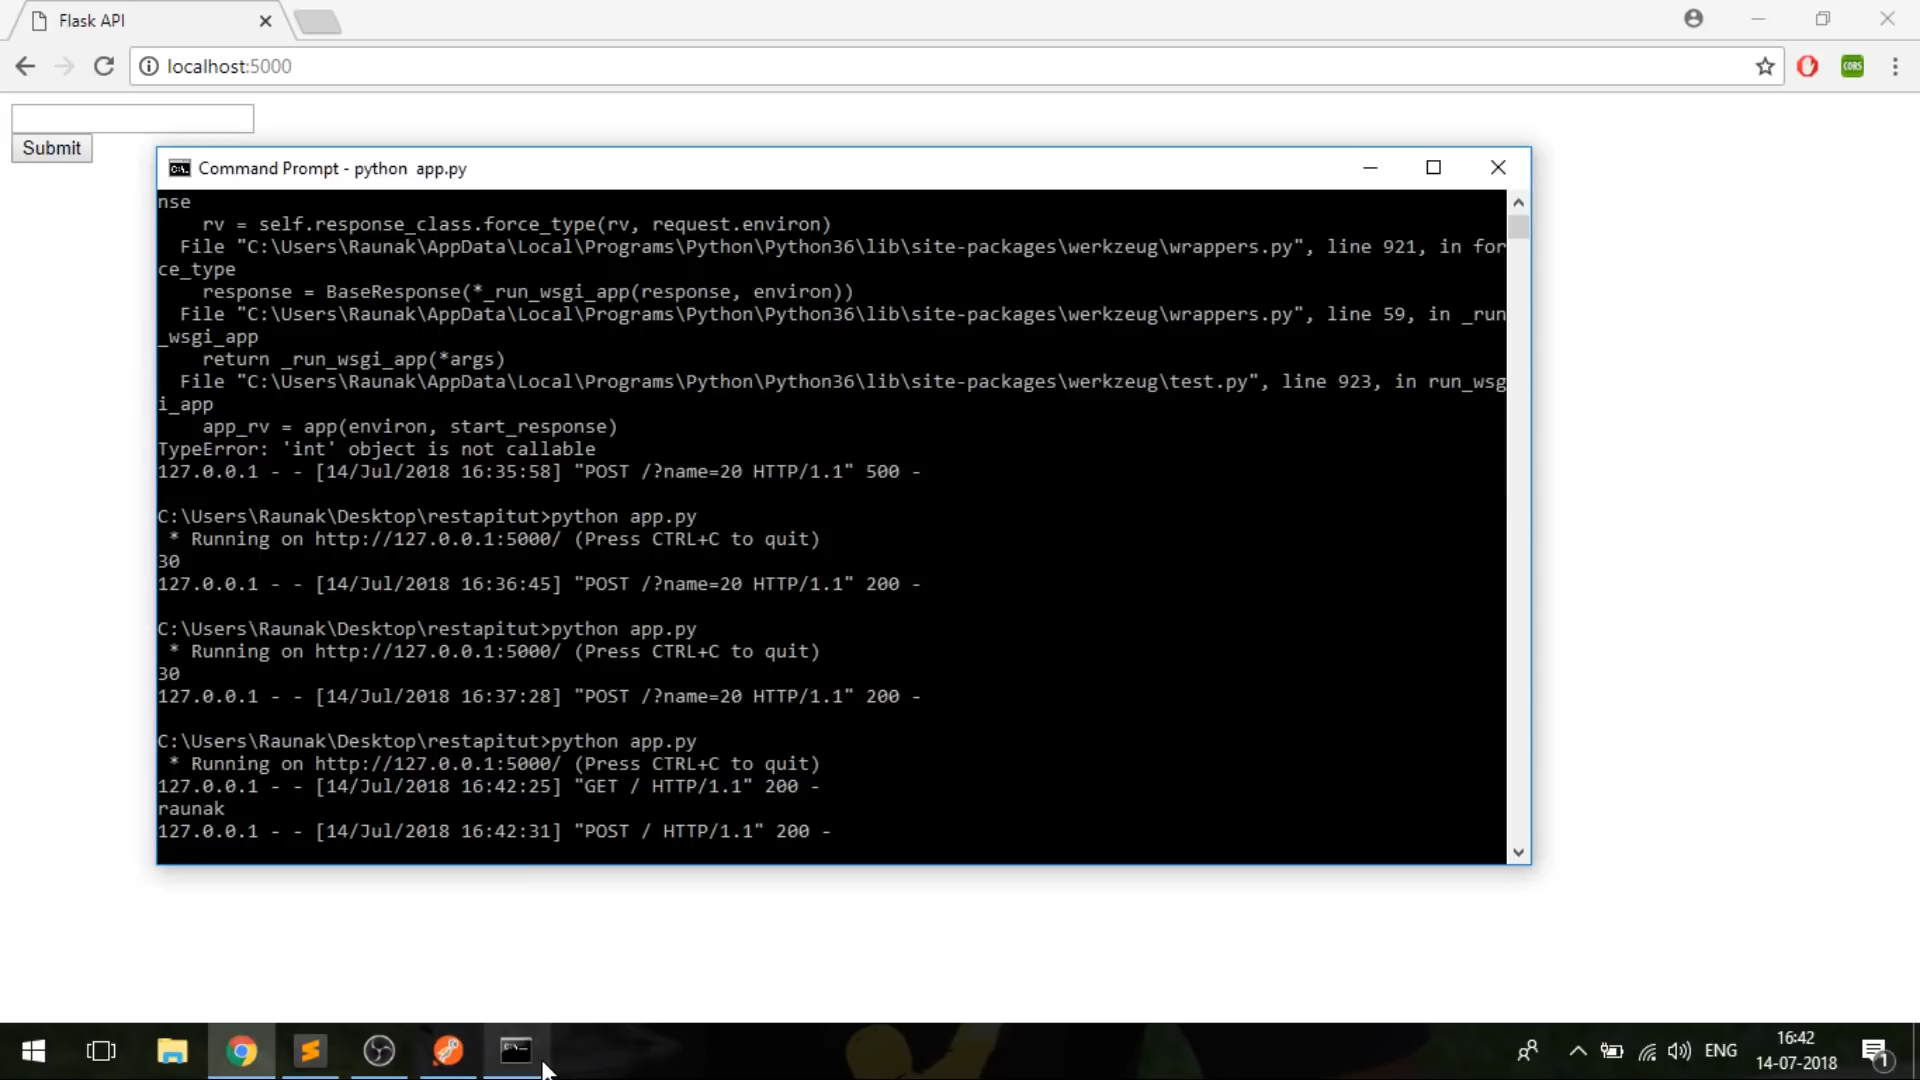 Flask API
localhost:5000
CORS
Submit
Command Prompt - python  app.py
nse
    rv = self.response_class.force_type(rv, request.environ)
  File "C:\Users\Raunak\AppData\Local\Programs\Python\Python36\lib\site-packages\werkzeug\wrappers.py", line 921, in for
ce_type
    response = BaseResponse(*_run_wsgi_app(response, environ))
  File "C:\Users\Raunak\AppData\Local\Programs\Python\Python36\lib\site-packages\werkzeug\wrappers.py", line 59, in _run
_wsgi_app
    return _run_wsgi_app(*args)
  File "C:\Users\Raunak\AppData\Local\Programs\Python\Python36\lib\site-packages\werkzeug\test.py", line 923, in run_wsg
i_app
    app_rv = app(environ, start_response)
TypeError: 'int' object is not callable
127.0.0.1 - - [14/Jul/2018 16:35:58] "POST /?name=20 HTTP/1.1" 500 -
C:\Users\Raunak\Desktop\restapitut>python app.py
 * Running on http://127.0.0.1:5000/ (Press CTRL+C to quit)
30
127.0.0.1 - - [14/Jul/2018 16:36:45] "POST /?name=20 HTTP/1.1" 200 -
C:\Users\Raunak\Desktop\restapitut>python app.py
 * Running on http://127.0.0.1:5000/ (Press CTRL+C to quit)
30
127.0.0.1 - - [14/Jul/2018 16:37:28] "POST /?name=20 HTTP/1.1" 200 -
C:\Users\Raunak\Desktop\restapitut>python app.py
 * Running on http://127.0.0.1:5000/ (Press CTRL+C to quit)
127.0.0.1 - - [14/Jul/2018 16:42:25] "GET / HTTP/1.1" 200 -
raunak
127.0.0.1 - - [14/Jul/2018 16:42:31] "POST / HTTP/1.1" 200 -
ENG
16:42
14-07-2018
1